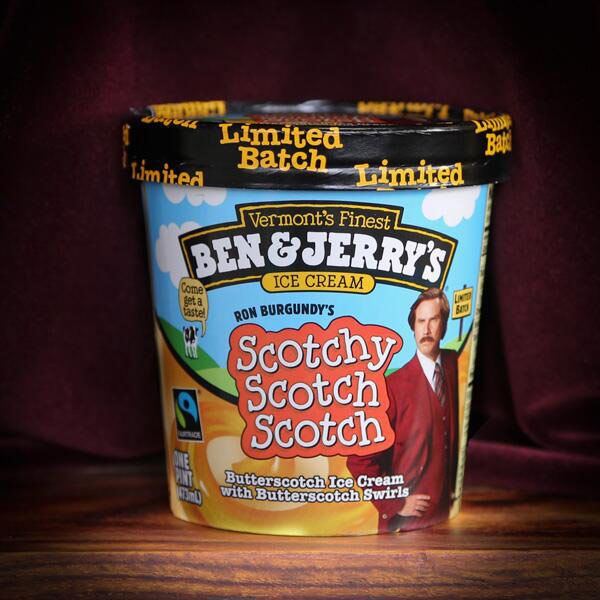 Limited
Batch
Limited
Limited
Batch
Vermont's Finest
BEN & JERRY'S
ICE CREAM
Come
get a
taste!
RON BURGUNDY'S
LIMITED
BATCH
Scotchy
Scotch
Scotch
FAIRTRADE
ONE
PINT
(473mL)
Butterscotch Ice Cream
with Butterscotch Swirls